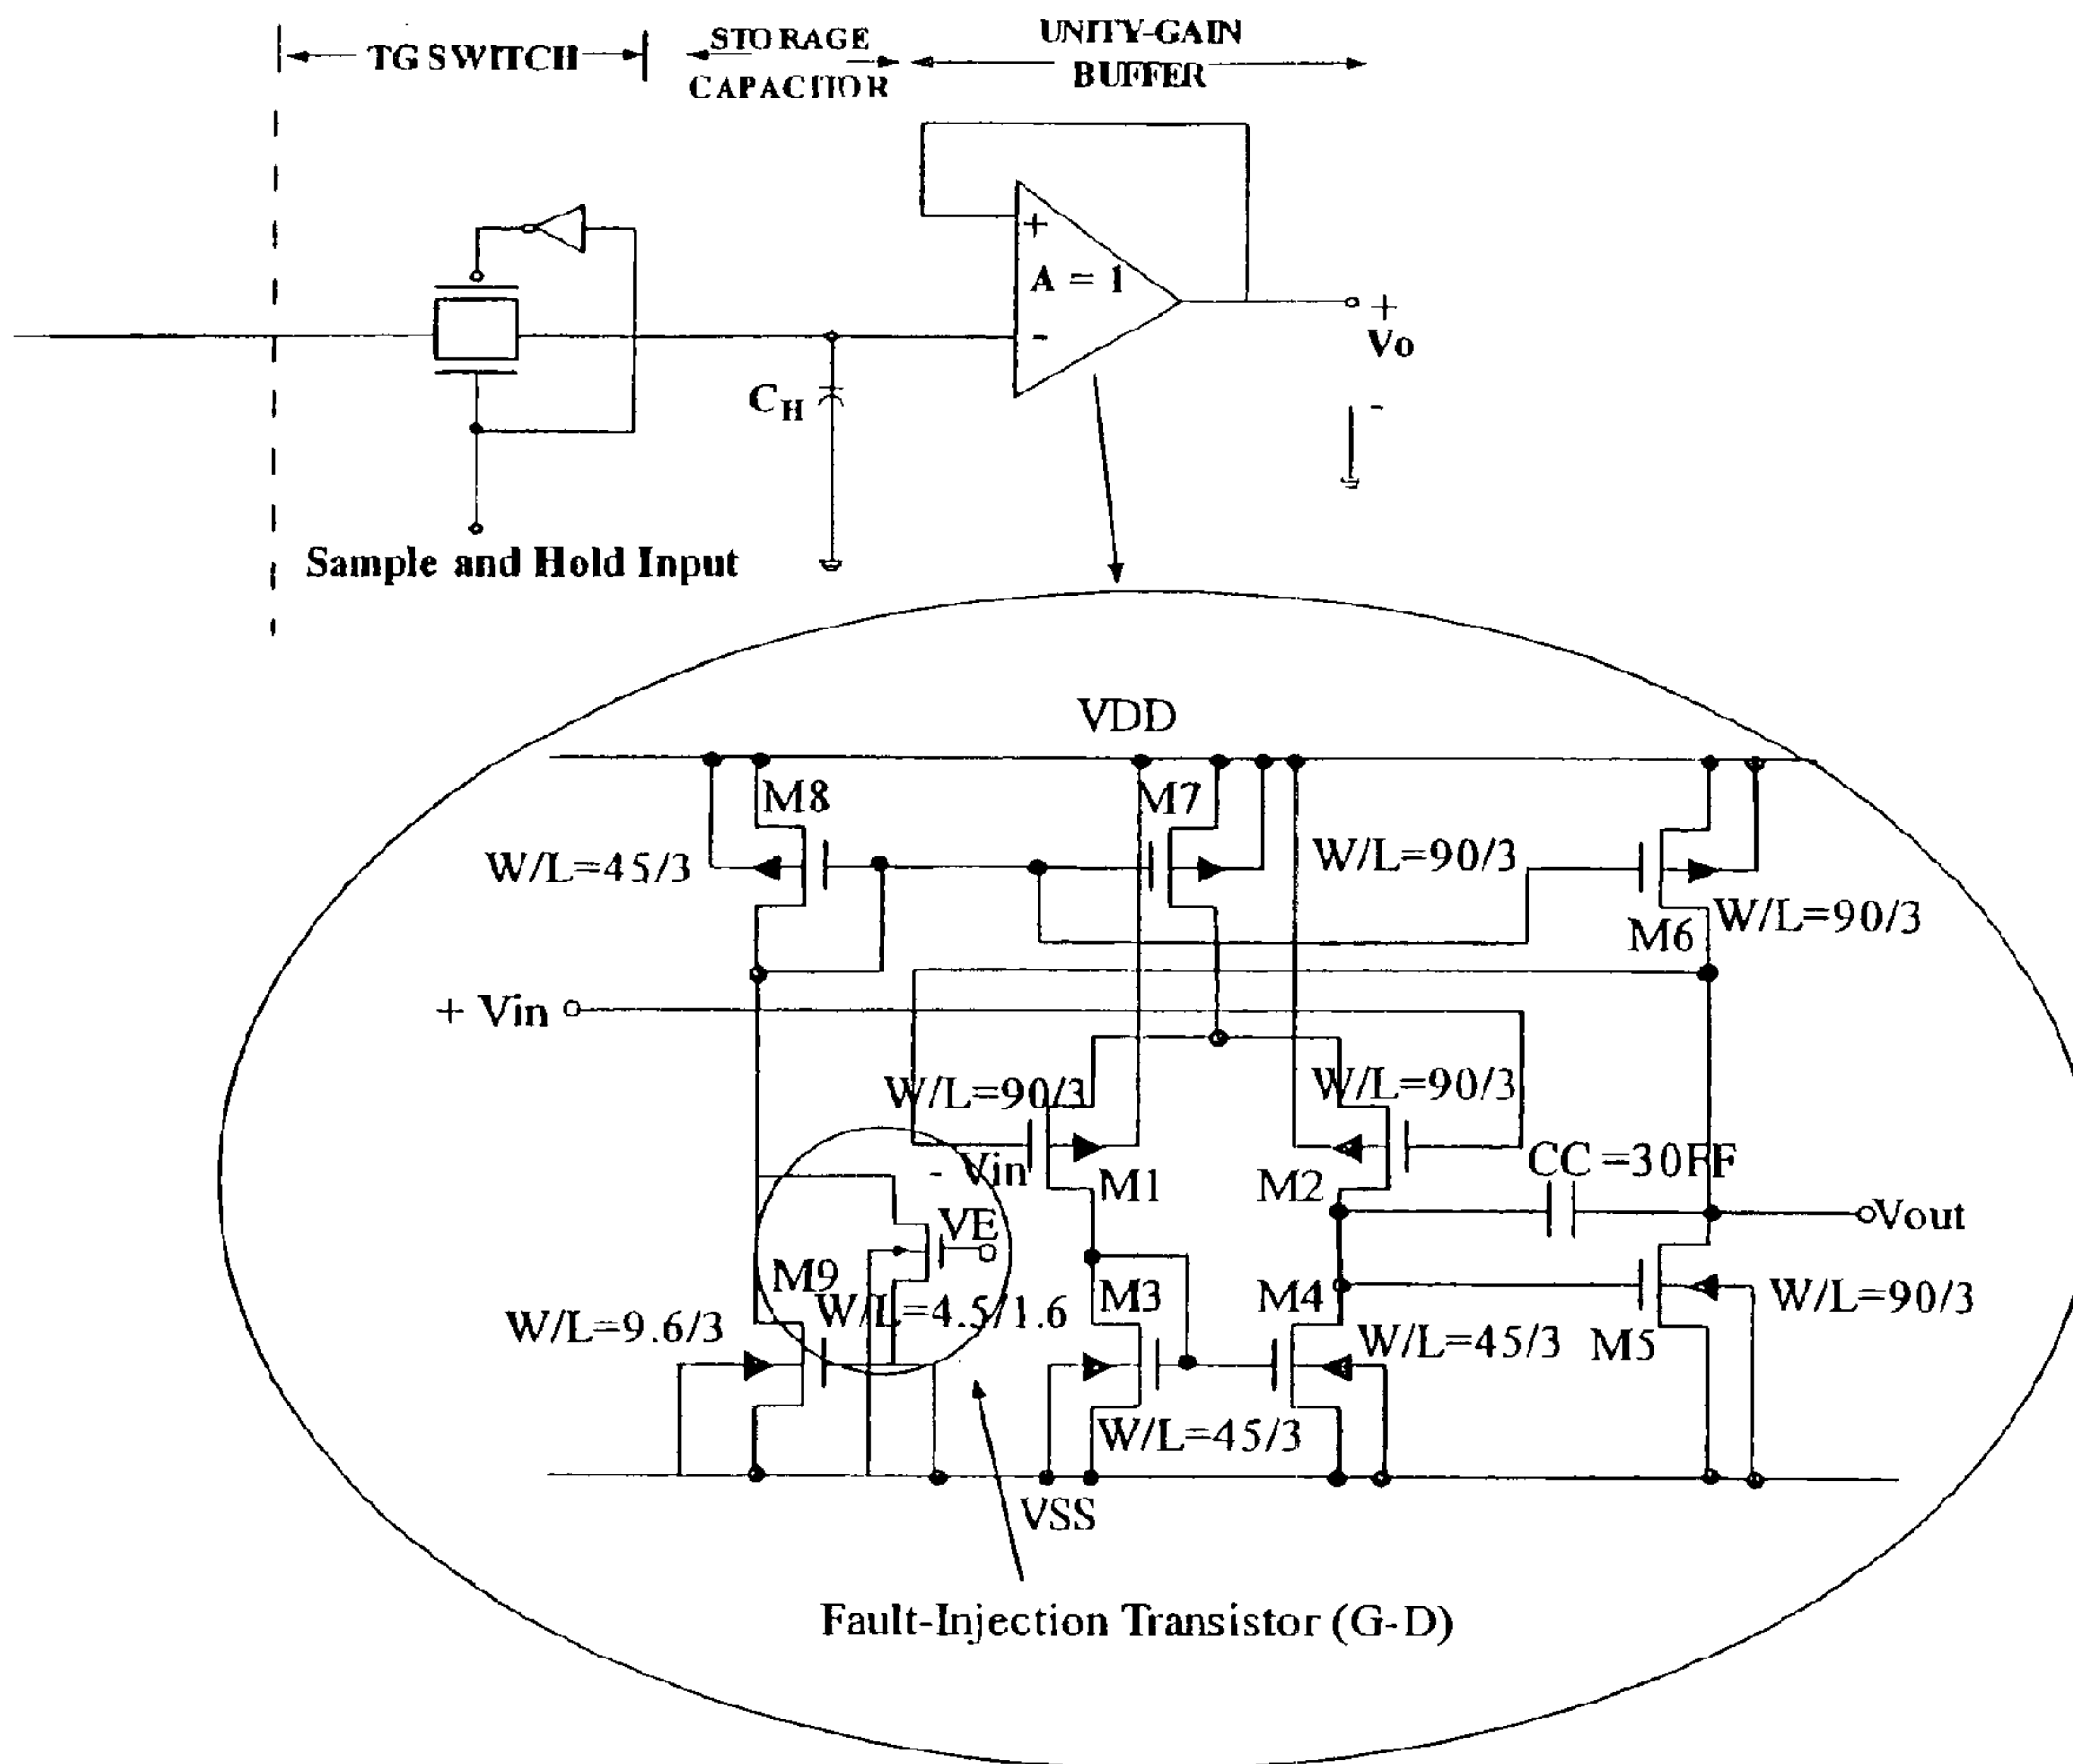 TG SWITCH
STORAGE
CAPACITOR
UNITY-GAIN
BUFFER
+
A = 1
-
+
Vo
-
CH
Sample and Hold Input
VDD
M8
M7
W/L=45/3
W/L=90/3
W/L=90/3
M6
+ Vin
W/L=90/3
W/L=90/3
- Vin
M1
M2
CC =30FF
VE
Vout
M9
M3
M4
W/L=9.6/3
W/L=4.5/1.6
W/L=45/3
M5
W/L=90/3
W/L=45/3
VSS
Fault-Injection Transistor (G-D)